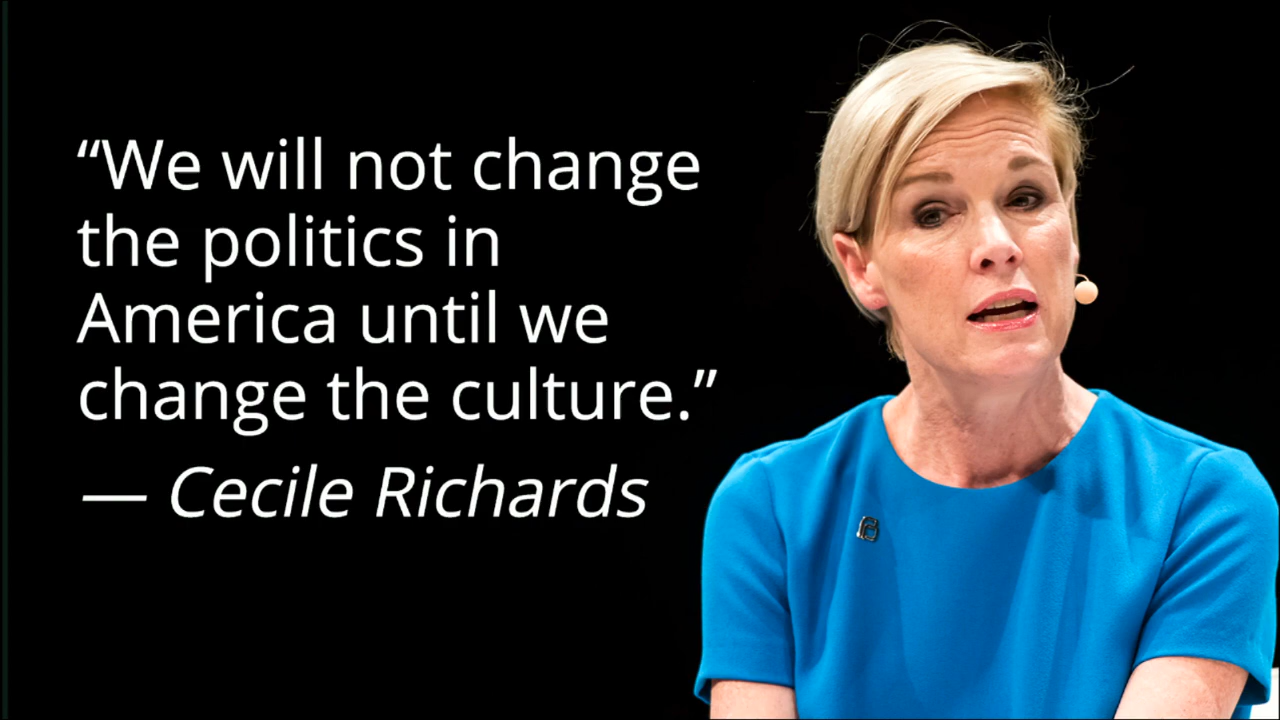 “We will not change
the politics in
America until we
change the culture.”
— Cecile Richards